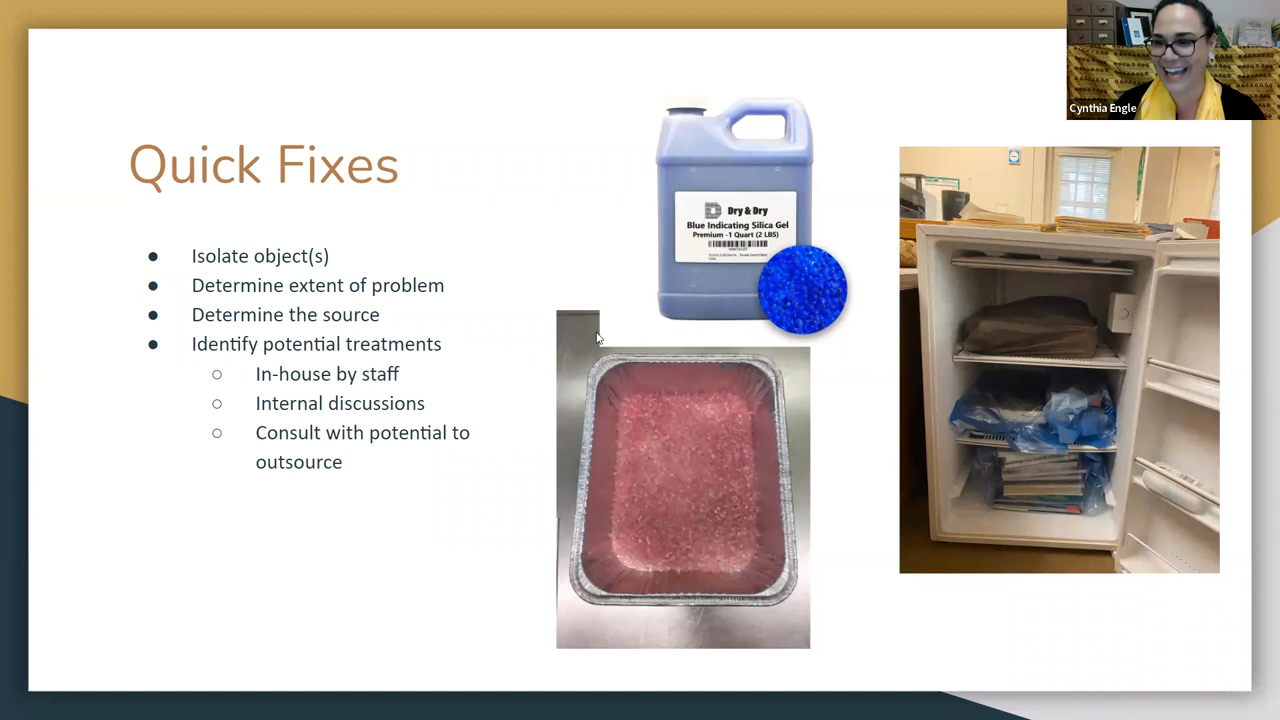 Cynthia Engle
Quick Fixes
● Isolate object(s)
● Determine extent of problem
● Determine the source
● Identify potential treatments
○ In-house by staff
○ Internal discussions
○ Consult with potential to
outsource
Dry & Dry
Blue Indicating Silica Gel
Premium -1 Quart (2 LBS)